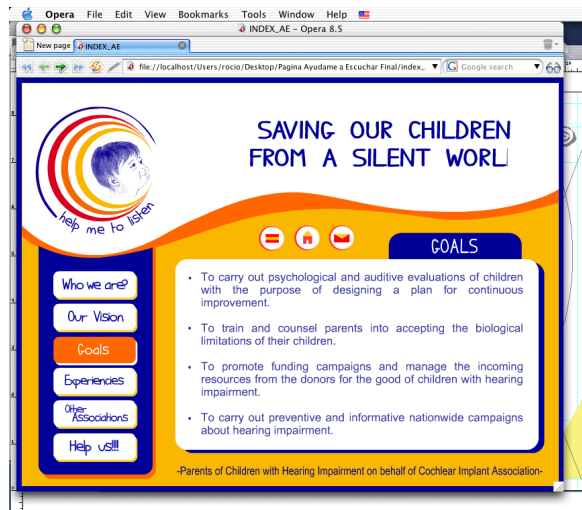 Opera File Edit View Bookmarks Tools Window Help
INDEX_AE - Opera 8.5
New page INDEX_AE
file://localhost/Users/rocio/Desktop/Pagina Ayudame a Escuchar Final/index_ Google search
SAVING OUR CHILDREN
FROM A SILENT WORL
help me to listen
GOALS
Who we are?
Our Vision
Goals
Experiencies
Other
Associations
Help us!!!
• To carry out psychological and auditive evaluations of children
with the purpose of designing a plan for continuous
improvement.
• To train and counsel parents into accepting the biological
limitations of their children.
• To promote funding campaigns and manage the incoming
resources from the donors for the good of children with hearing
impairment.
• To carry out preventive and informative nationwide campaigns
about hearing impairment.
-Parents of Children with Hearing Impairment on behalf of Cochlear Implant Association-